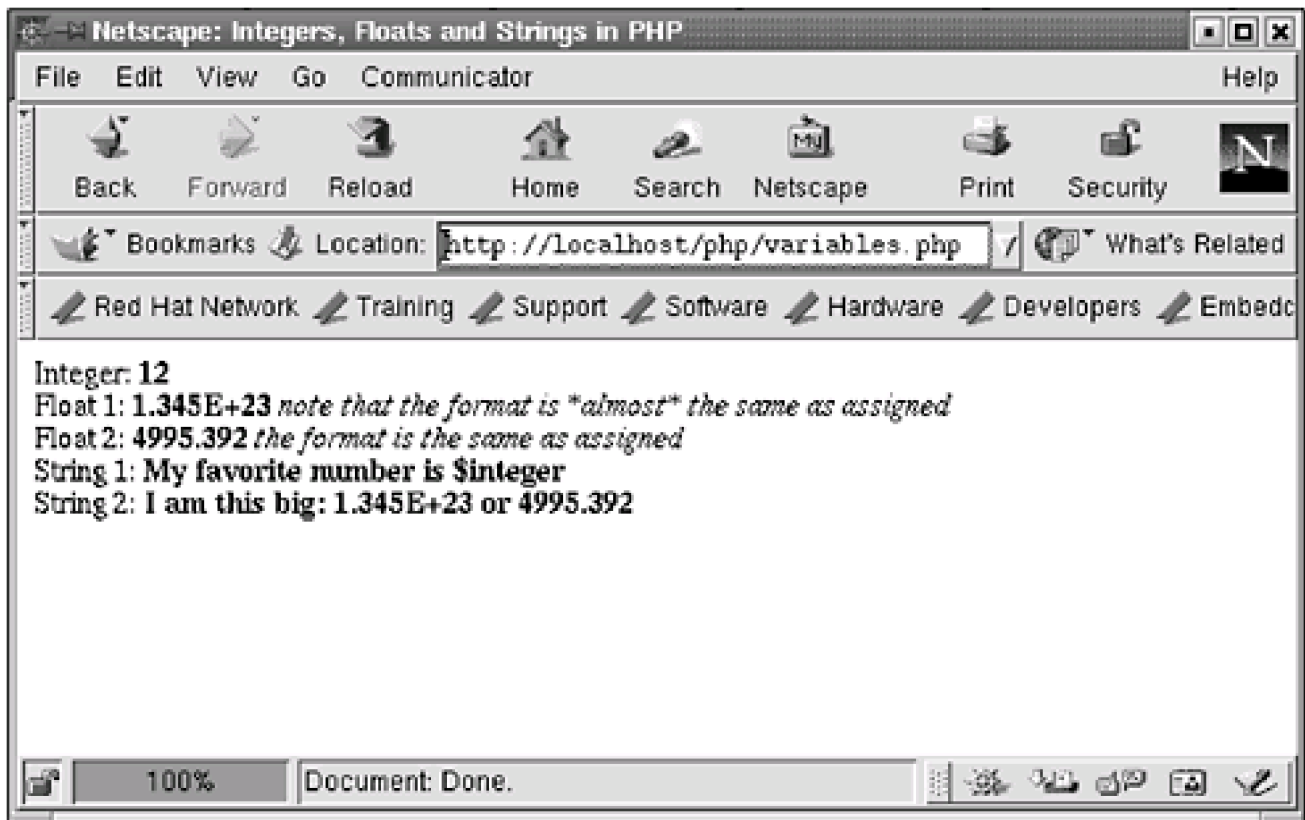 Netscape: Integers, Floats and Strings in PHP
File Edit View Go Communicator Help
Back Forward Reload Home Search Netscape Print Security
My
N
Bookmarks Location: http://localhost/php/variables.php What's Related
Red Hat Network Training Support Software Hardware Developers Embedd
Integer: 12
Float 1: 1.345E+23 note that the format is *almost* the same as assigned
Float 2: 4995.392 the format is the same as assigned
String 1: My favorite number is $integer
String 2: I am this big: 1.345E+23 or 4995.392
100% Document: Done.